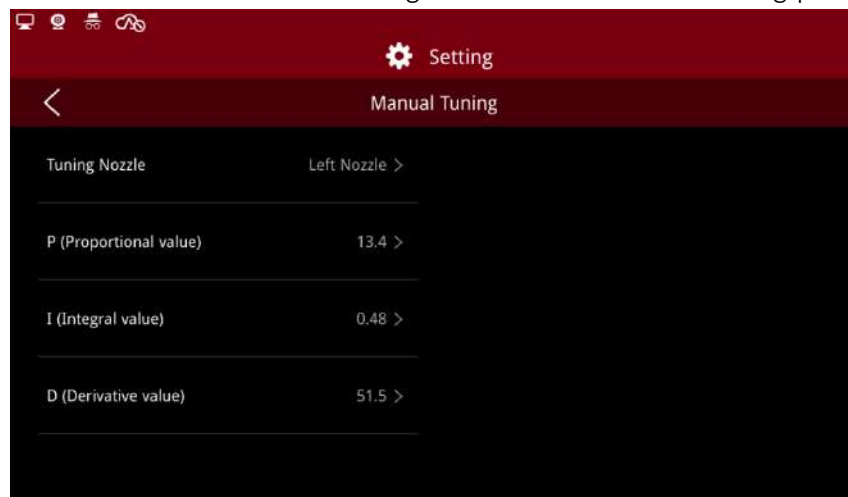 Setting
Manual Tuning
Tuning Nozzle Left Nozzle >
P (Proportional value) 13.4 >
I (Integral value) 0.48 >
D (Derivative value) 51.5 >